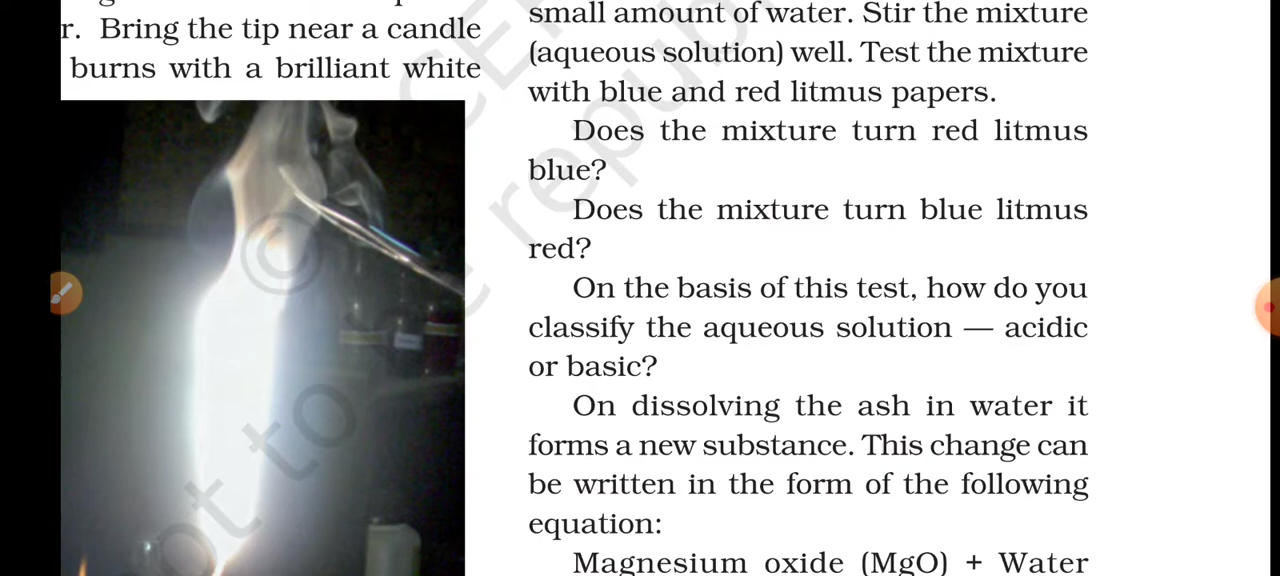 r. Bring the tip near a candle
burns with a brilliant white
small amount of water. Stir the mixture
(aqueous solution) well. Test the mixture
with blue and red litmus papers.
Does the mixture turn red litmus
blue?
Does the mixture turn blue litmus
red?
On the basis of this test, how do you
classify the aqueous solution — acidic
or basic?
On dissolving the ash in water it
forms a new substance. This change can
be written in the form of the following
equation:
Magnesium oxide (MgO) + Water
©
to
republ